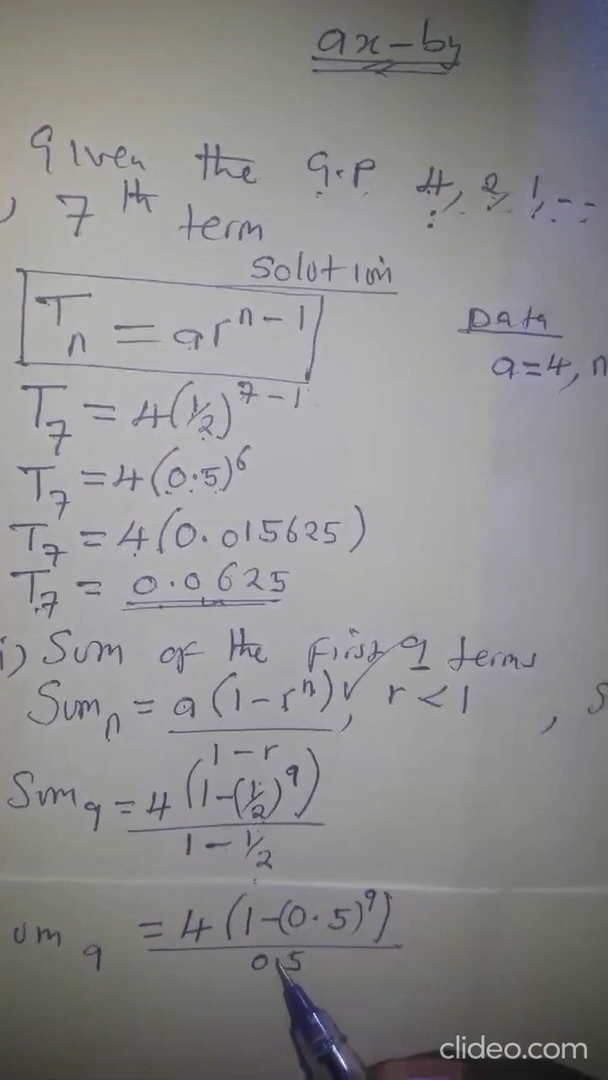 ax-by
Given the G.P 4, 2, 1, --
, 7th term
Solution
Tn = ar^n-1
Data
a=4, n
T7 = 4(1/2)^7-1
T7 = 4(0.5)^6
T7 = 4(0.015625)
T7 = 0.0625
i) Sum of the first 9 terms
Sumn = a(1-r^n)/1-r, r<1, S
Sum9 = 4(1-(1/2)^9)/1-1/2
um 9 = 4(1-(0.5)^9)/0.5
clideo.com